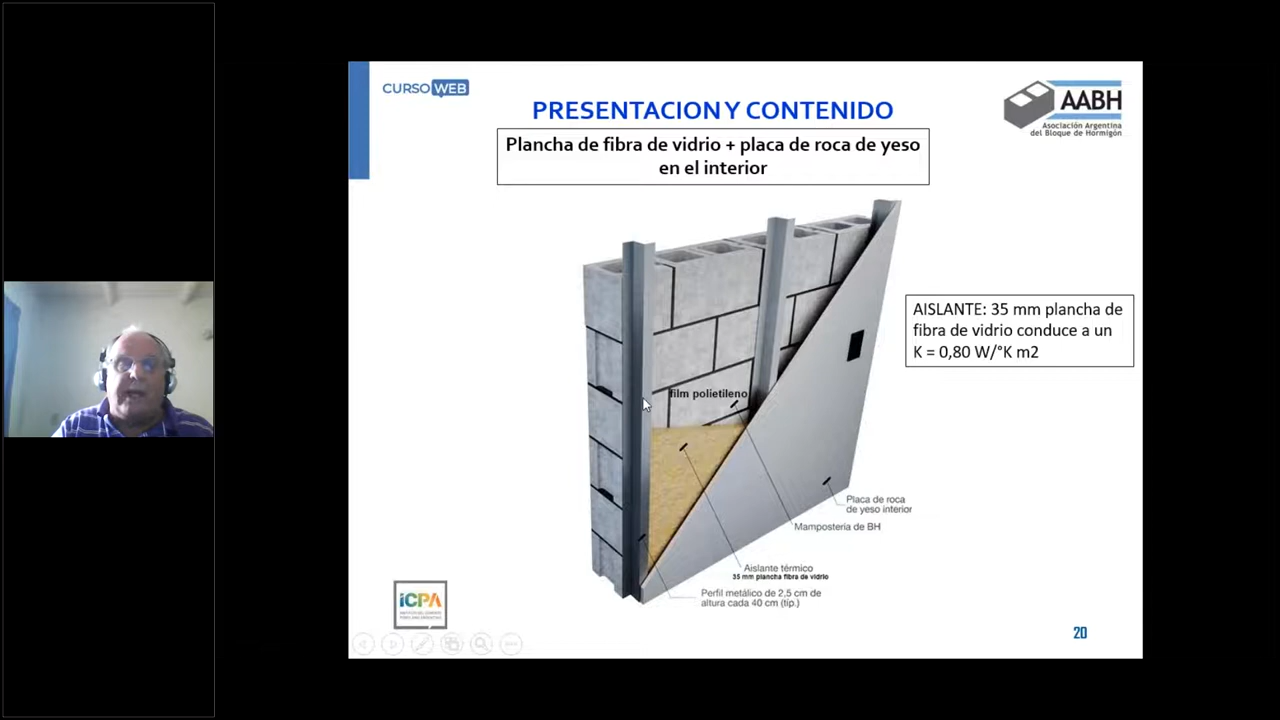 CURSOWEB
PRESENTACION Y CONTENIDO
AABH
Asociación Argentina
del Bloque de Hormigón
Plancha de fibra de vidrio + placa de roca de yeso
en el interior
AISLANTE: 35 mm plancha de
fibra de vidrio conduce a un
K = 0,80 W/°K m2
film polietileno
Placa de roca
de yeso interior
Mampostería de BH
Aislante térmico
35 mm plancha fibra de vidrio
Perfil metálico de 2,5 cm de
altura cada 40 cm (típ.)
iCPA
20